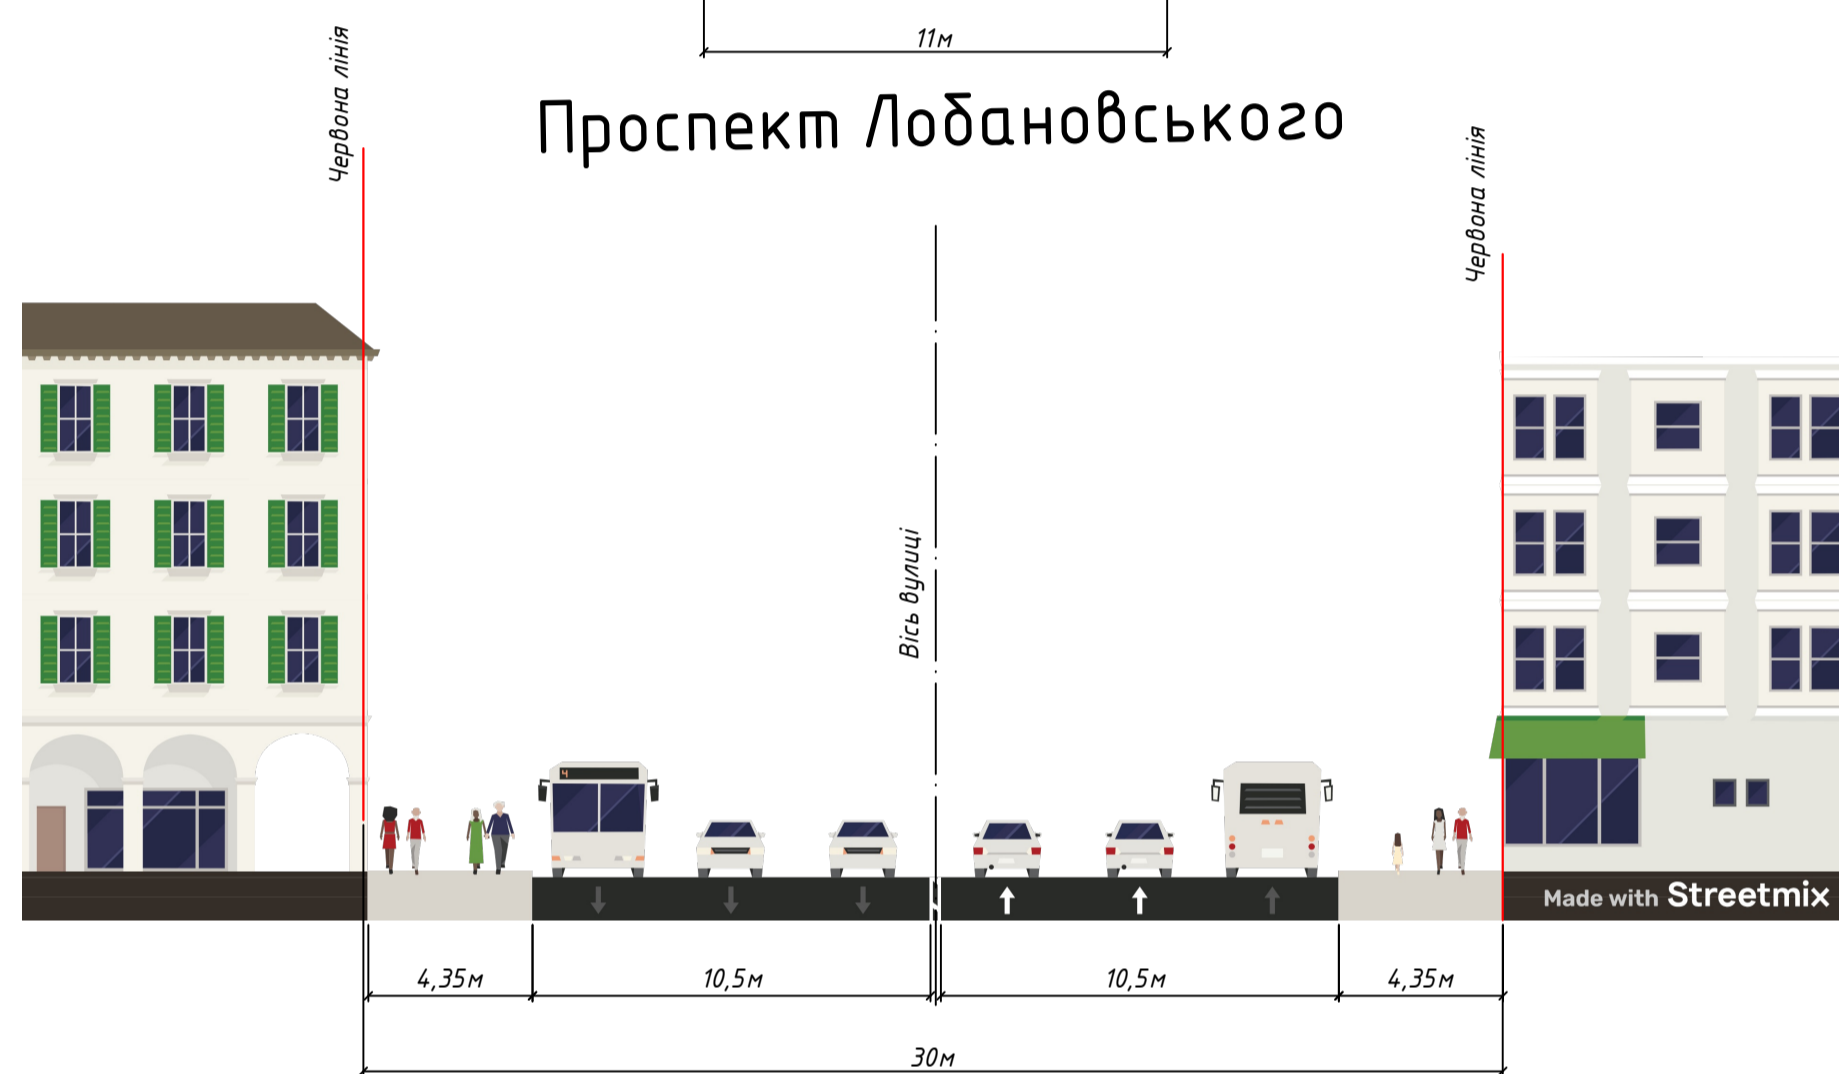 11м
Проспект Лобановського
Червона лінія
Червона лінія
Вісь вулиці
4
Made with Streetmix
4,35м
10,5м
10,5м
4,35м
30м